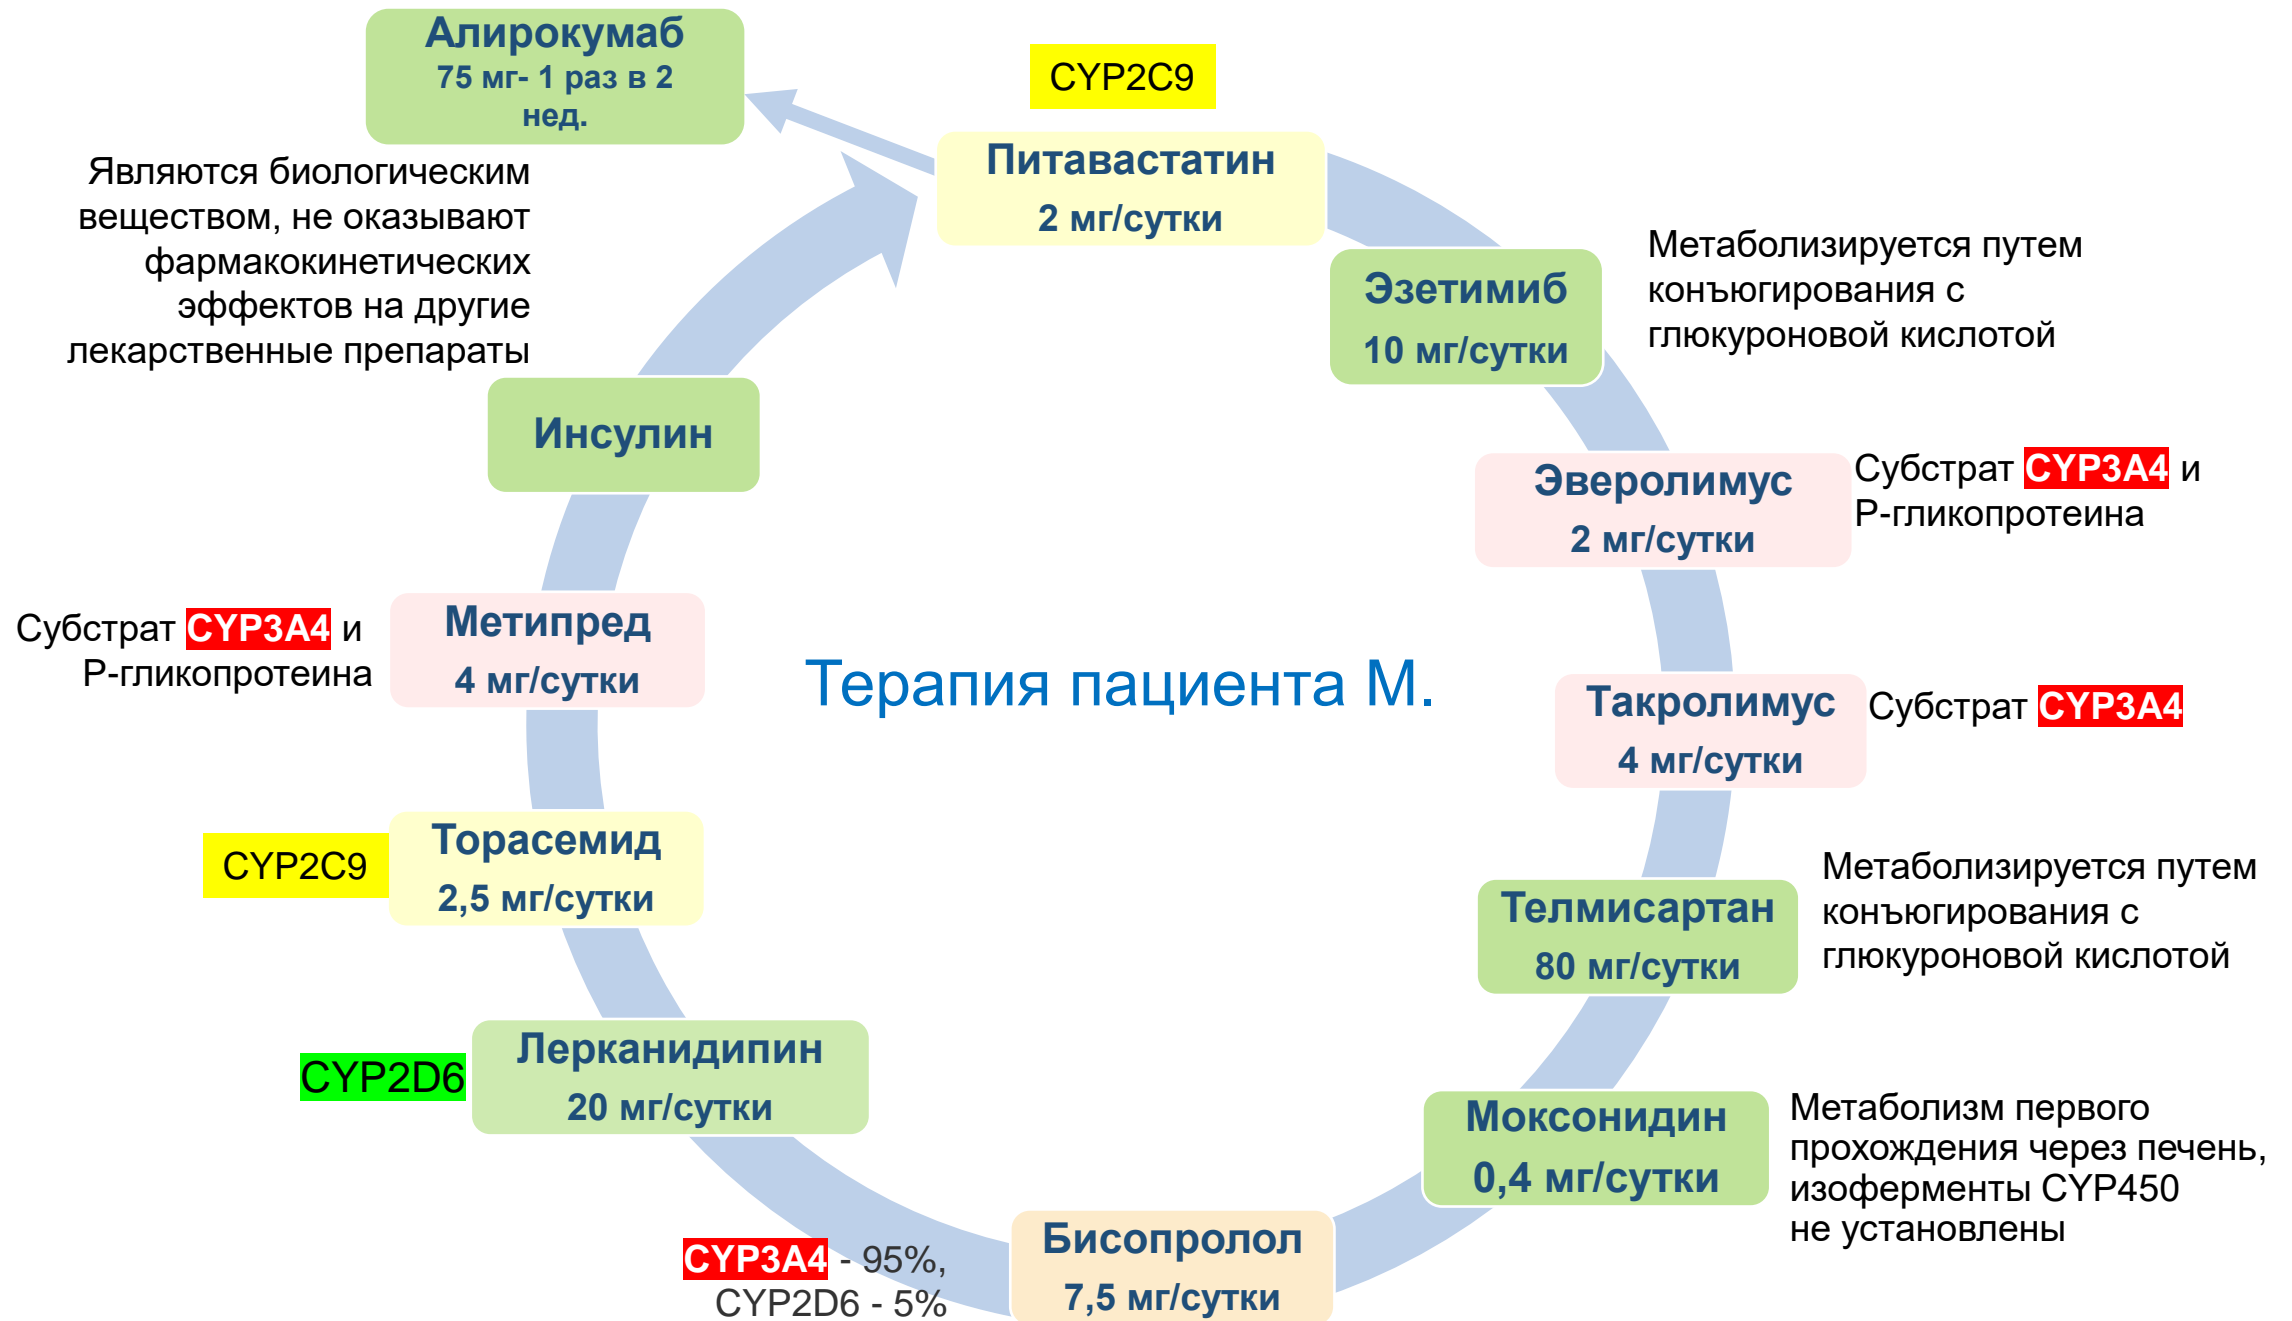 Алирокумаб
75 мг- 1 раз в 2
нед.
CYP2C9
Питавастатин
2 мг/сутки
Являются биологическим
веществом, не оказывают
фармакокинетических
эффектов на другие
лекарственные препараты
Эзетимиб
10 мг/сутки
Метаболизируется путем
конъюгирования с
глюкуроновой кислотой
Инсулин
Эверолимус
2 мг/сутки
Субстрат CYP3A4 и
Р-гликопротеина
Субстрат CYP3A4 и
Р-гликопротеина
Метипред
4 мг/сутки
Терапия пациента М.
Такролимус
4 мг/сутки
Субстрат CYP3A4
CYP2C9
Торасемид
2,5 мг/сутки
Телмисартан
80 мг/сутки
Метаболизируется путем
конъюгирования с
глюкуроновой кислотой
CYP2D6
Лерканидипин
20 мг/сутки
Моксонидин
0,4 мг/сутки
Метаболизм первого
прохождения через печень,
изоферменты CYP450
не установлены
CYP3A4 - 95%,
CYP2D6 - 5%
Бисопролол
7,5 мг/сутки